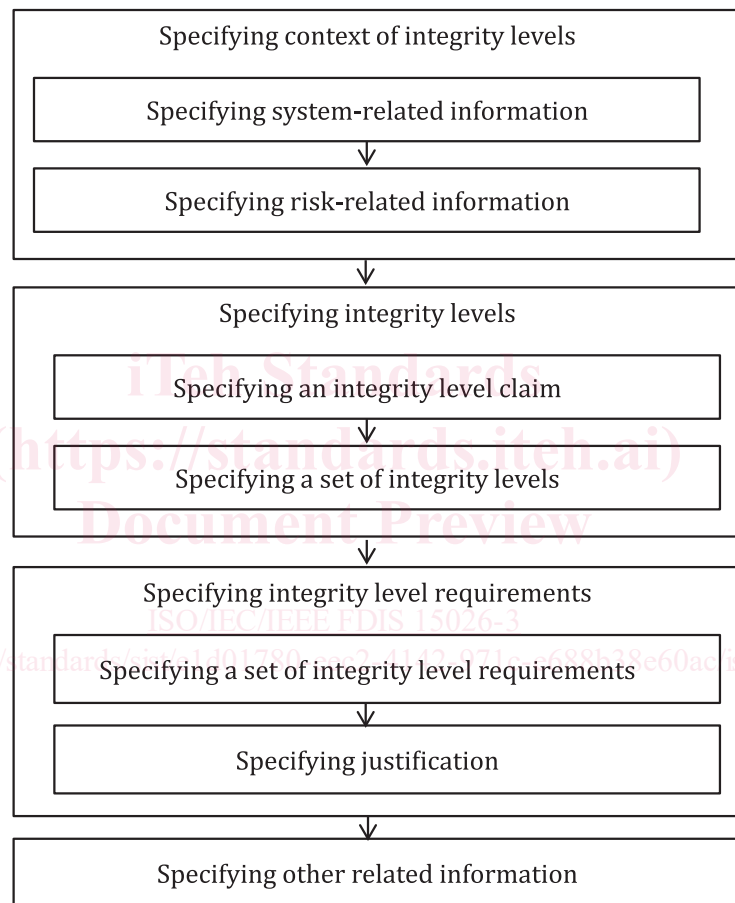 Specifying context of integrity levels
Specifying system-related information
Specifying risk-related information
Specifying integrity levels
iTeh Standards
Specifying an integrity level claim
(https://standards.iteh.ai)
Specifying a set of integrity levels
Document Preview
Specifying integrity level requirements
ISO/IEC/IEEE FDIS 15026-3
Specifying a set of integrity level requirements
Specifying justification
Specifying other related information